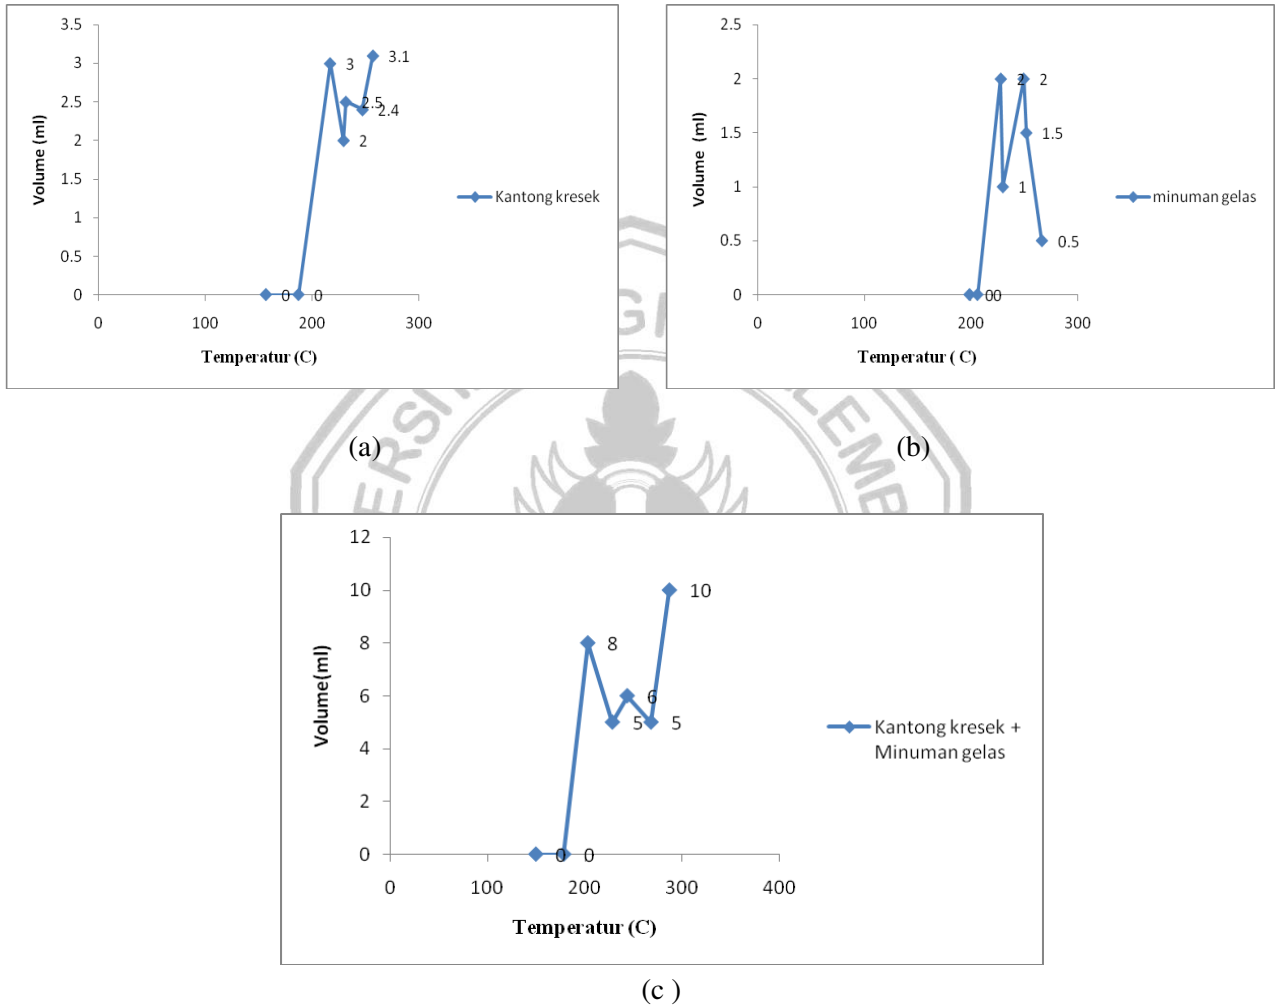 3.5
3
2.5
2
1.5
1
0.5
0
Volume (ml)
0 100 200 300
Temperatur (C)
0 0 3 2 2.5 2.4 3.1
Kantong kresek
(a)
2.5
2
1.5
1
0.5
0
Volume (ml)
0 100 200 300
Temperatur ( C)
0 0 2 1 2 1.5 0.5
minuman gelas
(b)
12
10
8
6
4
2
0
Volume(ml)
0 100 200 300 400
Temperatur (C)
0 0 8 5 6 5 10
Kantong kresek +
Minuman gelas
(c )